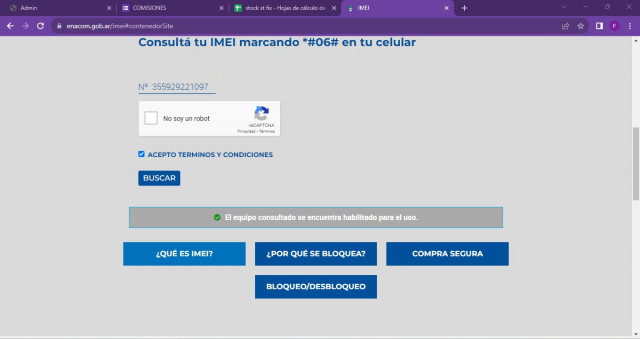 Admin
COMISIONES
stock st fix - Hojas de cálculo de
IMEI
enacom.gob.ar/imei#contenedorSite
Consultá tu IMEI marcando *#06# en tu celular
Nº 355929221097
No soy un robot
reCAPTCHA
Privacidad - Términos
ACEPTO TERMINOS Y CONDICIONES
BUSCAR
El equipo consultado se encuentra habilitado para el uso.
¿QUÉ ES IMEI?
¿POR QUÉ SE BLOQUEA?
COMPRA SEGURA
BLOQUEO/DESBLOQUEO